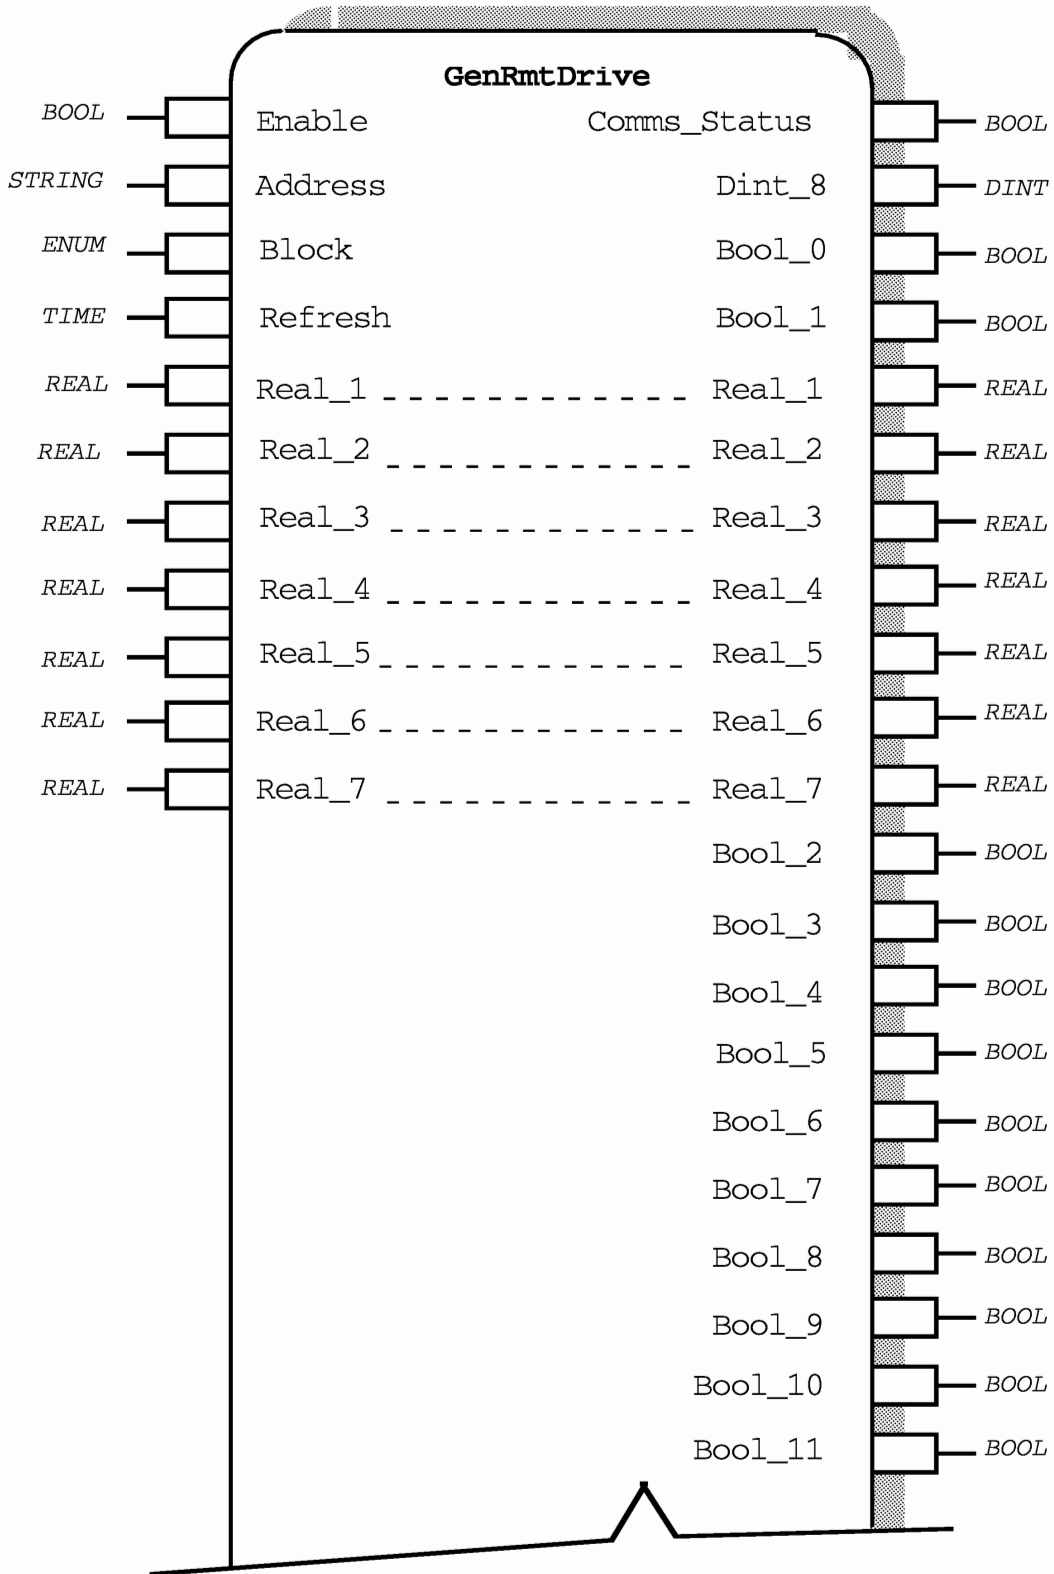 GenRmtDrive
BOOL Enable Comms_Status BOOL
STRING Address Dint_8 DINT
ENUM Block Bool_0 BOOL
TIME Refresh Bool_1 BOOL
REAL Real_1 Real_1 REAL
REAL Real_2 Real_2 REAL
REAL Real_3 Real_3 REAL
REAL Real_4 Real_4 REAL
REAL Real_5 Real_5 REAL
REAL Real_6 Real_6 REAL
REAL Real_7 Real_7 REAL
Bool_2 BOOL
Bool_3 BOOL
Bool_4 BOOL
Bool_5 BOOL
Bool_6 BOOL
Bool_7 BOOL
Bool_8 BOOL
Bool_9 BOOL
Bool_10 BOOL
Bool_11 BOOL